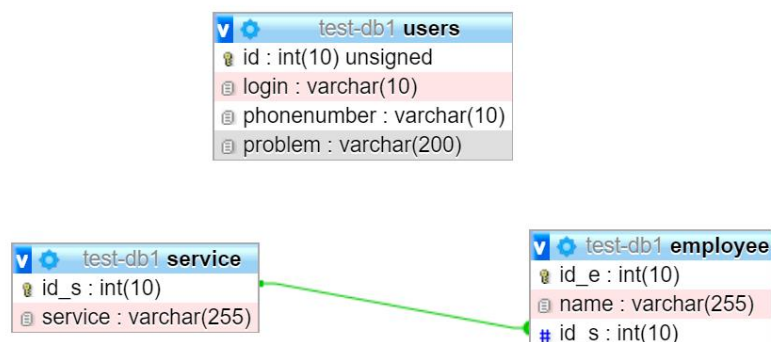 v test-db1 users
id : int(10) unsigned
login : varchar(10)
phonenumber : varchar(10)
problem : varchar(200)
v test-db1 service
id_s : int(10)
service : varchar(255)
v test-db1 employee
id_e : int(10)
name : varchar(255)
# id_s : int(10)